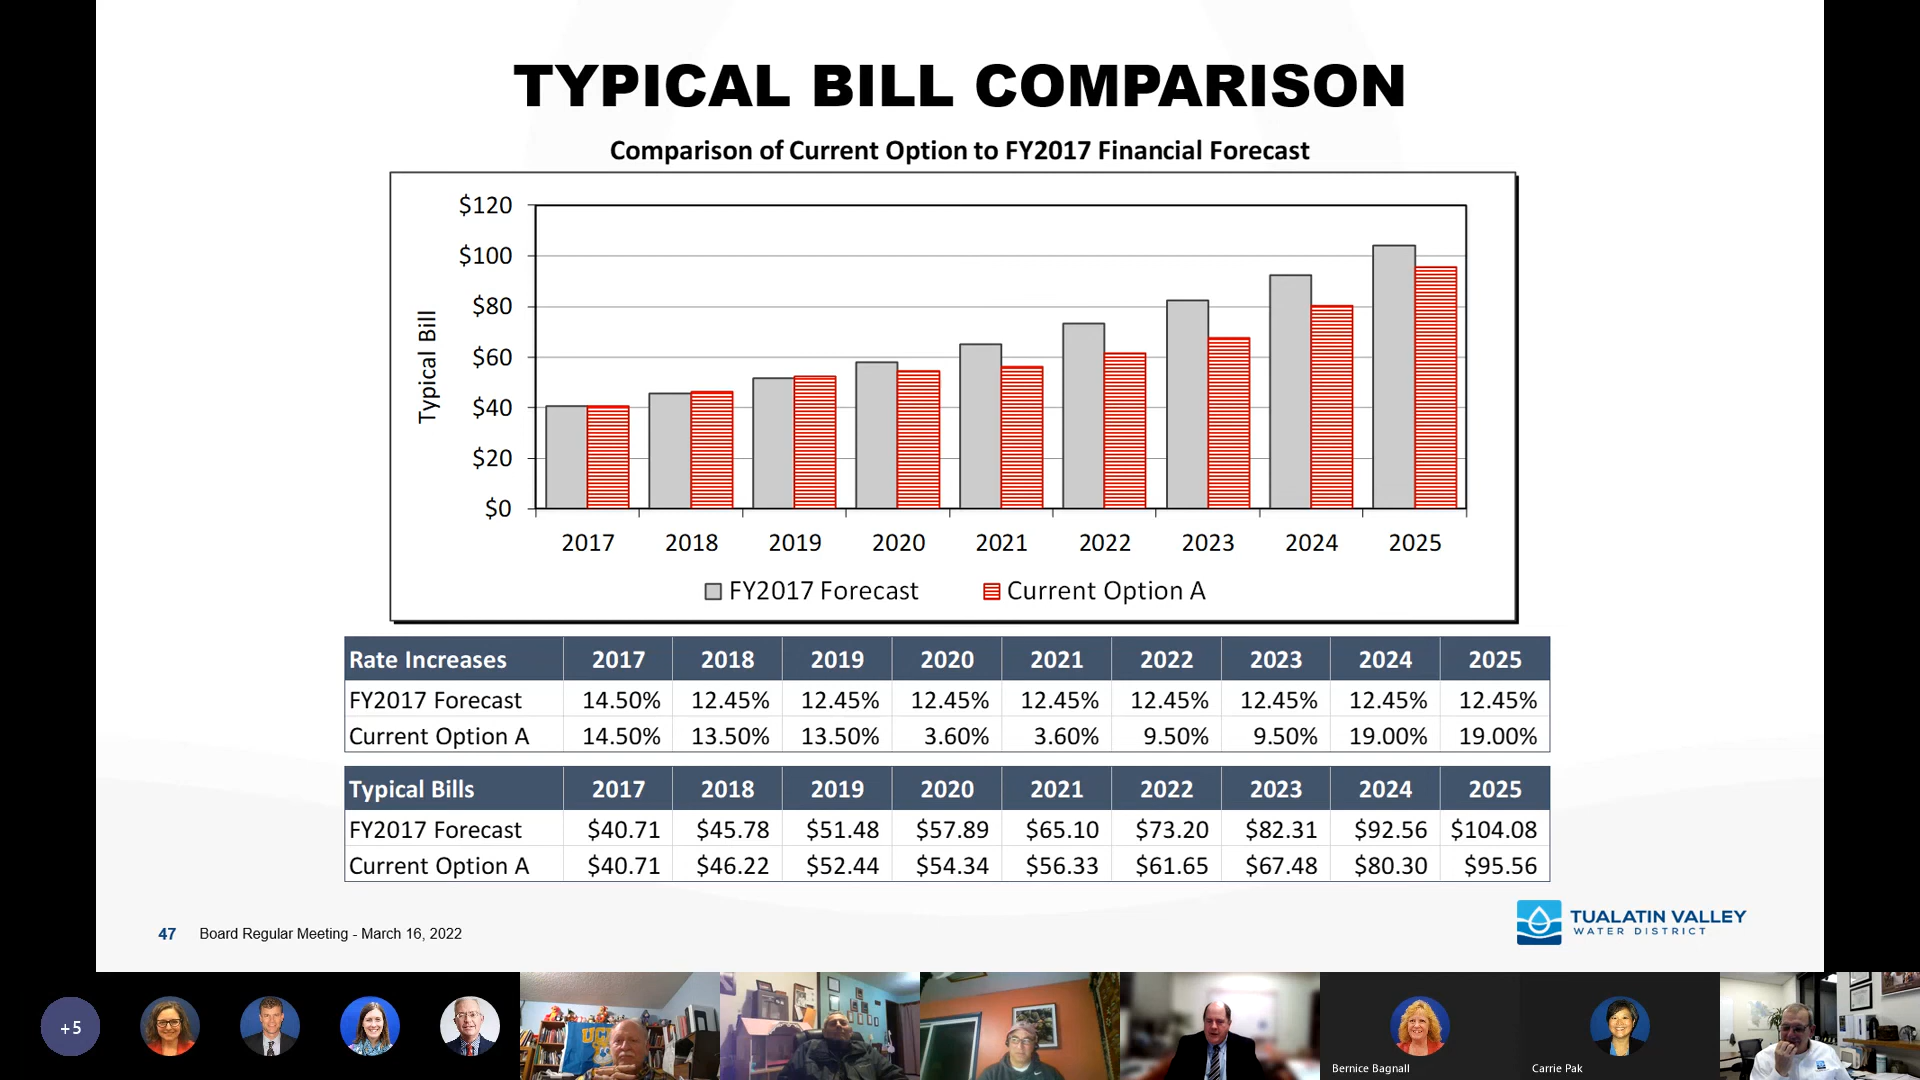 TYPICAL BILL COMPARISON
Comparison of Current Option to FY2017 Financial Forecast
$120
$100
$80
$60
$40
$20
$0
Typical Bill
2017 2018 2019 2020 2021 2022 2023 2024 2025
FY2017 Forecast Current Option A
Rate Increases 2017 2018 2019 2020 2021 2022 2023 2024 2025
FY2017 Forecast 14.50% 12.45% 12.45% 12.45% 12.45% 12.45% 12.45% 12.45% 12.45%
Current Option A 14.50% 13.50% 13.50% 3.60% 3.60% 9.50% 9.50% 19.00% 19.00%
Typical Bills 2017 2018 2019 2020 2021 2022 2023 2024 2025
FY2017 Forecast $40.71 $45.78 $51.48 $57.89 $65.10 $73.20 $82.31 $92.56 $104.08
Current Option A $40.71 $46.22 $52.44 $54.34 $56.33 $61.65 $67.48 $80.30 $95.56
47 Board Regular Meeting - March 16, 2022
TUALATIN VALLEY
WATER DISTRICT
+5
Bernice Bagnall
Carrie Pak